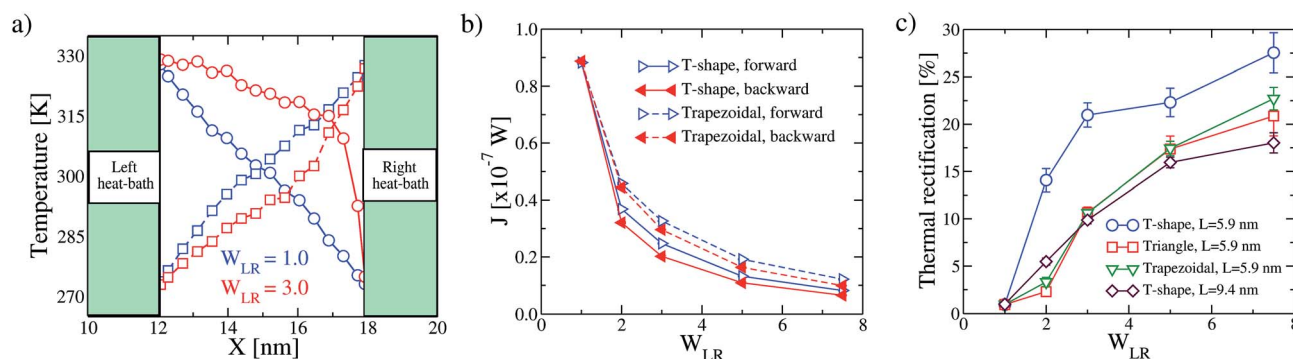 a)
Temperature [K]
330
315
300
285
270
Left
heat-bath
Right
heat-bath
W_LR = 1.0
W_LR = 3.0
10 12 14 16 18 20
X [nm]
b)
J [x10^-7 W]
1.0
0.8
0.6
0.4
0.2
0
T-shape, forward
T-shape, backward
Trapezoidal, forward
Trapezoidal, backward
0 2 4 6 8
W_LR
c)
Thermal rectification [%]
30
25
20
15
10
5
0
T-shape, L=5.9 nm
Triangle, L=5.9 nm
Trapezoidal, L=5.9 nm
T-shape, L=9.4 nm
0 2 4 6 8
W_LR